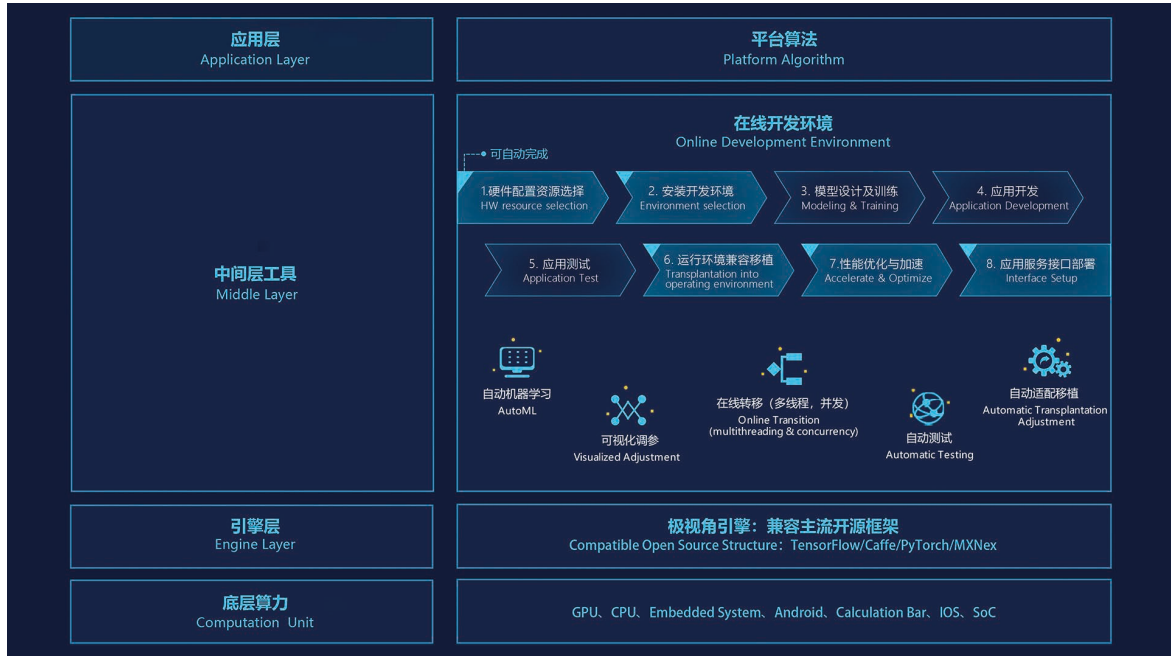 应用层
Application Layer
平台算法
Platform Algorithm
中间层工具
Middle Layer
在线开发环境
Online Development Environment
可自动完成
1.硬件配置资源选择
HW resource selection
2. 安装开发环境
Environment selection
3. 模型设计及训练
Modeling & Training
4. 应用开发
Application Development
5. 应用测试
Application Test
6. 运行环境兼容移植
Transplantation into
operating environment
7.性能优化与加速
Accelerate & Optimize
8. 应用服务接口部署
Interface Setup
自动机器学习
AutoML
可视化调参
Visualized Adjustment
在线转移（多线程，并发）
Online Transition
(multithreading & concurrency)
自动测试
Automatic Testing
自动适配移植
Automatic Transplantation
Adjustment
引擎层
Engine Layer
极视角引擎：兼容主流开源框架
Compatible Open Source Structure：TensorFlow/Caffe/PyTorch/MXNex
底层算力
Computation Unit
GPU、CPU、Embedded System、Android、Calculation Bar、IOS、SoC